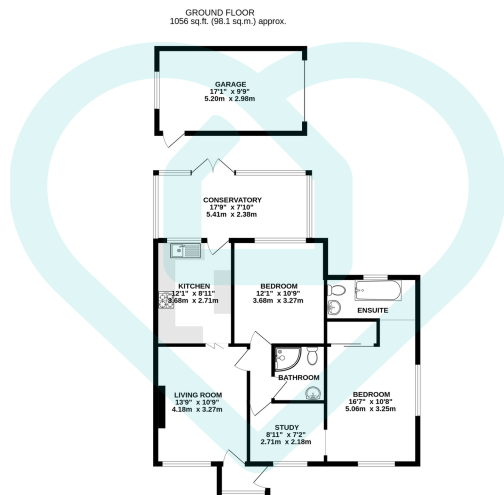 GROUND FLOOR
1056 sq.ft. (98.1 sq.m.) approx.
GARAGE
17'1" x 9'9"
5.20m x 2.98m
CONSERVATORY
17'9" x 7'10"
5.41m x 2.38m
KITCHEN
12'1" x 8'11"
3.68m x 2.71m
BEDROOM
12'1" x 10'9"
3.68m x 3.27m
ENSUITE
BATHROOM
LIVING ROOM
13'9" x 10'9"
4.18m x 3.27m
BEDROOM
16'7" x 10'8"
5.06m x 3.25m
STUDY
8'11" x 7'2"
2.71m x 2.18m